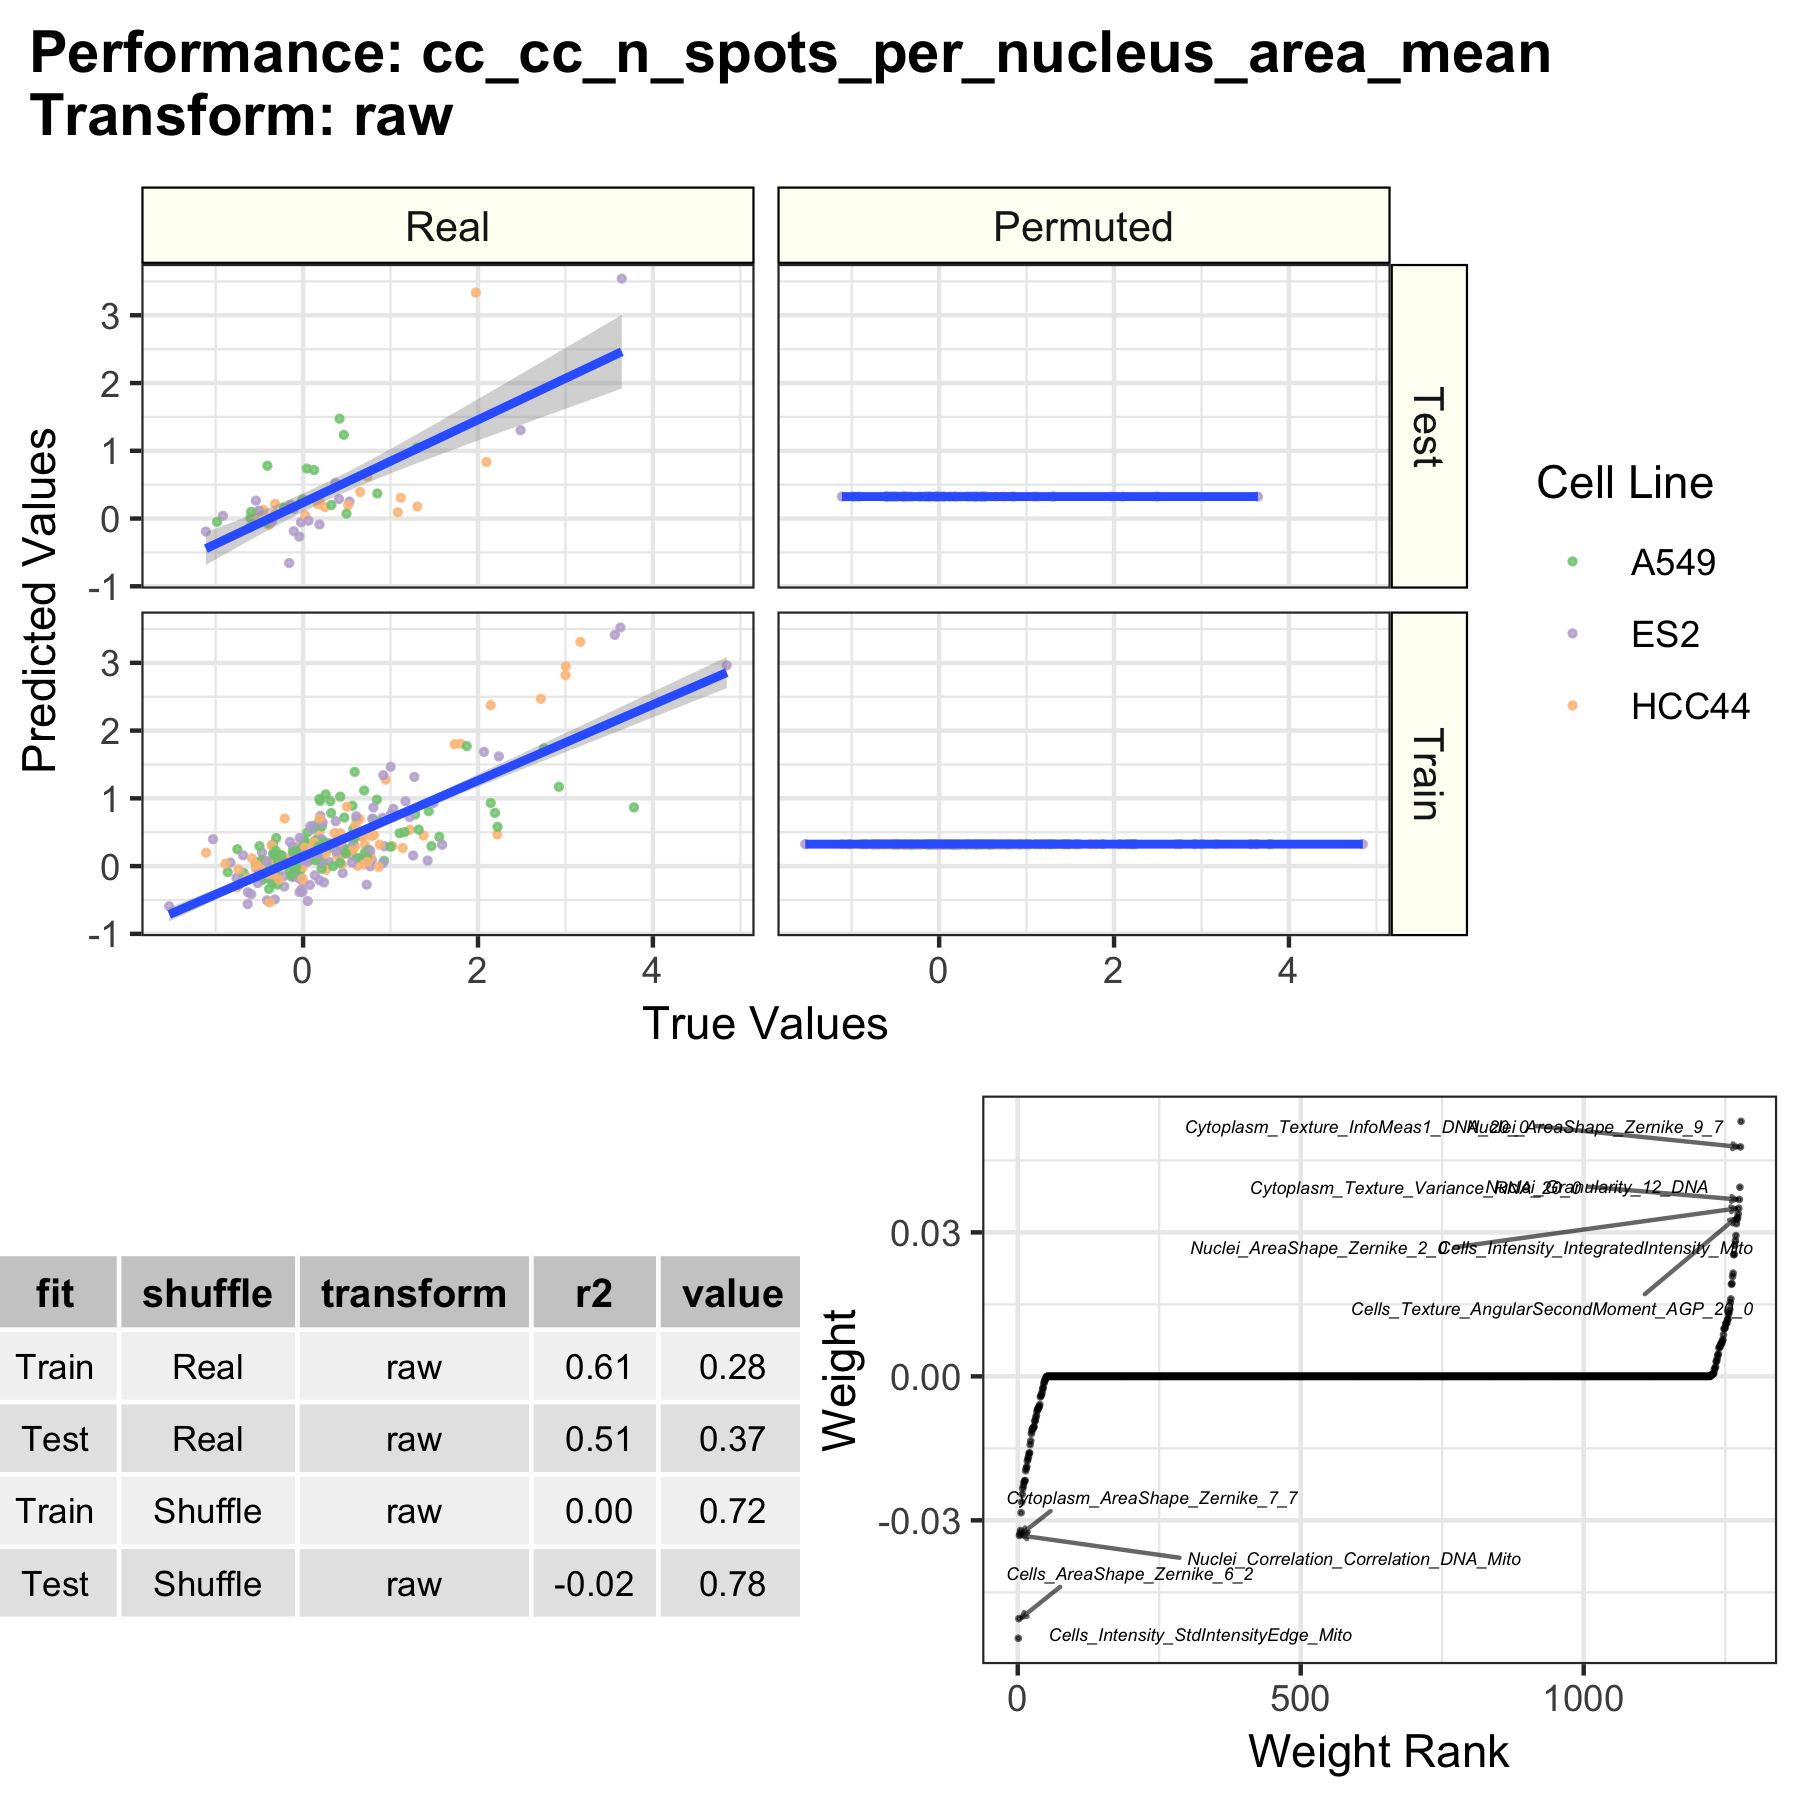 Performance: cc_cc_n_spots_per_nucleus_area_mean
Transform: raw
Real
Permuted
3
2
1
0
-1
Test
3
2
1
0
-1
Train
Predicted Values
0
2
4
0
2
4
True Values
Cell Line
A549
ES2
HCC44
fit shuffle transform r2 value
Train Real raw 0.61 0.28
Test Real raw 0.51 0.37
Train Shuffle raw 0.00 0.72
Test Shuffle raw -0.02 0.78
Weight
0.03
0.00
-0.03
Cytoplasm_Texture_InfoMeas1_DNA_20_0
Nuclei_AreaShape_Zernike_9_7
Cytoplasm_Texture_Variance_RNA_20_0
Nuclei_Granularity_12_DNA
Nuclei_AreaShape_Zernike_2_0
Cells_Intensity_IntegratedIntensity_Mito
Cells_Texture_AngularSecondMoment_AGP_20_0
Cytoplasm_AreaShape_Zernike_7_7
Nuclei_Correlation_Correlation_DNA_Mito
Cells_AreaShape_Zernike_6_2
Cells_Intensity_StdIntensityEdge_Mito
0
500
1000
Weight Rank